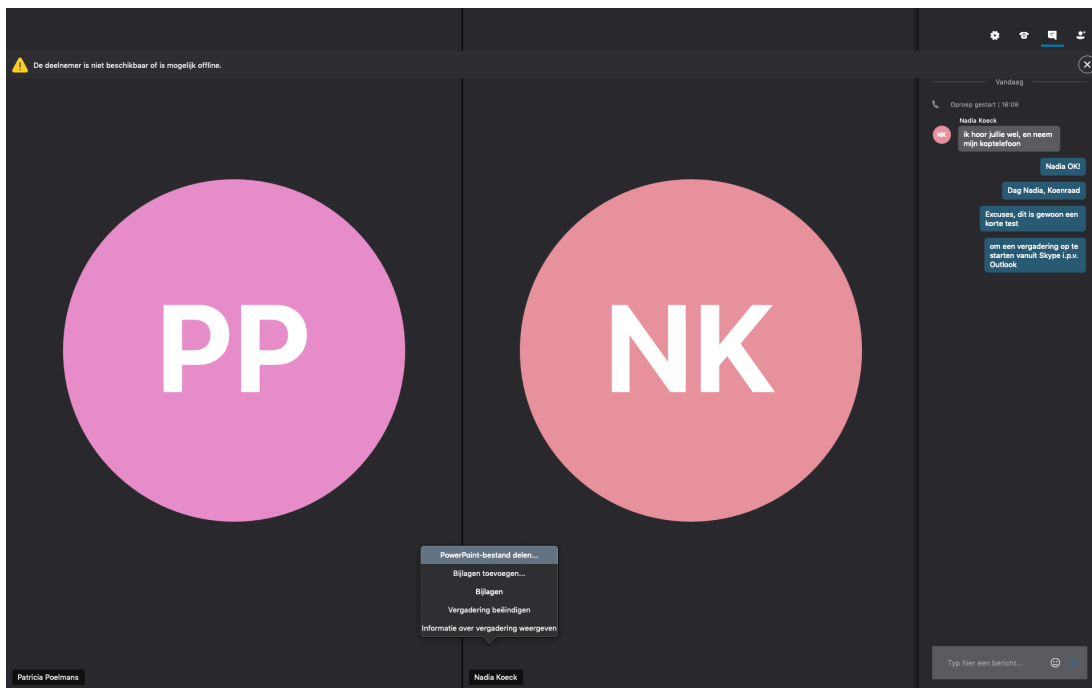 De deelnemer is niet beschikbaar of is mogelijk offline.
PP
NK
PowerPoint-bestand delen...
Bijlagen toevoegen...
Bijlagen
Vergadering beëindigen
Informatie over vergadering weergeven
Patricia Poelmans
Nadia Koeck
Vandaag
Oproep gestart | 16:08
Nadia Koeck
NK
ik hoor jullie wel, en neem
mijn koptelefoon
Nadia OK!
Dag Nadia, Koenraad
Excuses, dit is gewoon een
korte test
om een vergadering op te
starten vanuit Skype i.p.v.
Outlook
Typ hier een bericht...